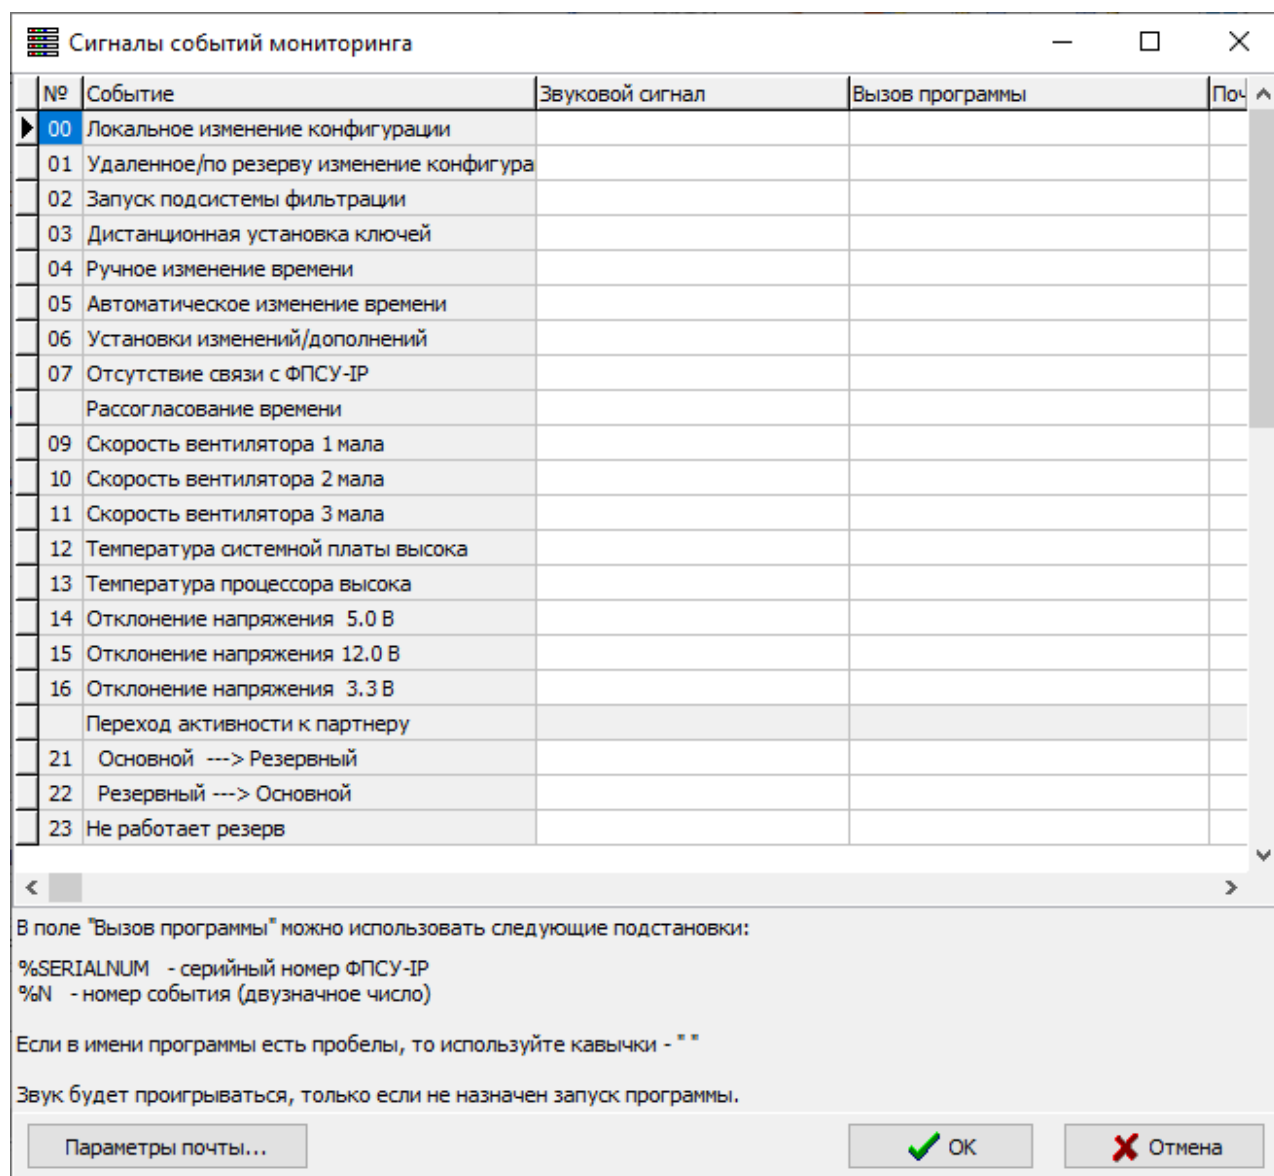 Сигналы событий мониторинга
№ Событие Звуковой сигнал Вызов программы Поч
00 Локальное изменение конфигурации
01 Удаленное/по резерву изменение конфигура
02 Запуск подсистемы фильтрации
03 Дистанционная установка ключей
04 Ручное изменение времени
05 Автоматическое изменение времени
06 Установки изменений/дополнений
07 Отсутствие связи с ФПСУ-IP
Рассогласование времени
09 Скорость вентилятора 1 мала
10 Скорость вентилятора 2 мала
11 Скорость вентилятора 3 мала
12 Температура системной платы высока
13 Температура процессора высока
14 Отклонение напряжения 5.0 В
15 Отклонение напряжения 12.0 В
16 Отклонение напряжения 3.3 В
Переход активности к партнеру
21 Основной ---> Резервный
22 Резервный ---> Основной
23 Не работает резерв
В поле "Вызов программы" можно использовать следующие подстановки:
%SERIALNUM - серийный номер ФПСУ-IP
%N - номер события (двузначное число)
Если в имени программы есть пробелы, то используйте кавычки - " "
Звук будет проигрываться, только если не назначен запуск программы.
Параметры почты... OK Отмена